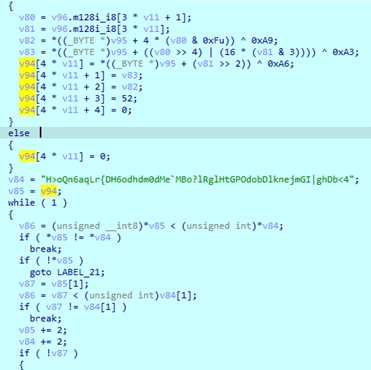 {
v80 = v96.m128i_i8[3 * v11 + 1];
v81 = v96.m128i_i8[3 * v11 + 2];
v82 = *((_BYTE *)v95 + 4 * (v80 & 0xFu)) ^ 0xA9;
v83 = *((_BYTE *)v95 + ((v80 >> 4) | (16 * (v81 & 3)))) ^ 0xA3;
v94[4 * v11] = *((_BYTE *)v95 + (v81 >> 2)) ^ 0xA6;
v94[4 * v11 + 1] = v83;
v94[4 * v11 + 2] = v82;
v94[4 * v11 + 3] = 52;
v94[4 * v11 + 4] = 0;
}
else
{
v94[4 * v11] = 0;
}
v84 = "H>oQn6aqLr{DH6odhdm0dMe`MBo?lRglHtGPOdobDlknejmGI|ghDb<4";
v85 = v94;
while ( 1 )
{
v86 = (unsigned __int8)*v85 < (unsigned int)*v84;
if ( *v85 != *v84 )
break;
if ( !*v85 )
goto LABEL_21;
v87 = v85[1];
v86 = v87 < (unsigned int)v84[1];
if ( v87 != v84[1] )
break;
v85 += 2;
v84 += 2;
if ( !v87 )
{